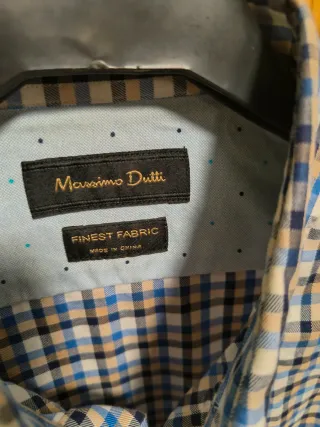 Massimo Dutti
FINEST FABRIC
MADE IN CHINA